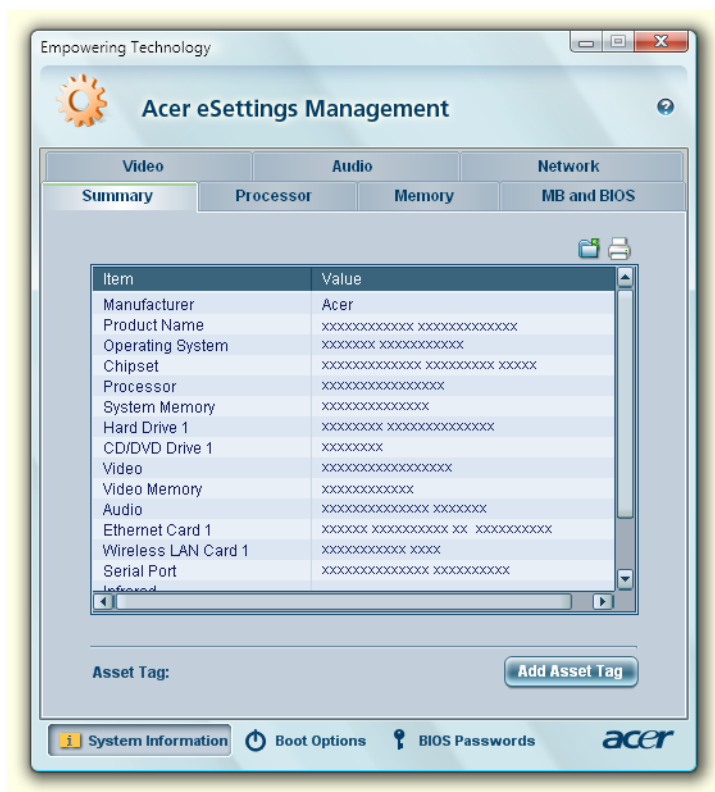 Empowering Technology
Acer eSettings Management
Video Audio Network
Summary Processor Memory MB and BIOS
Item Value
Manufacturer Acer
Product Name xxxxxxxxxxxx xxxxxxxxxxxxx
Operating System xxxxxxx xxxxxxxxxxx
Chipset xxxxxxxxxxxxx xxxxxxxxx xxxxx
Processor xxxxxxxxxxxxxxxx
System Memory xxxxxxxxxxxxxx
Hard Drive 1 xxxxxxxx xxxxxxxxxxxxxx
CD/DVD Drive 1 xxxxxxxx
Video xxxxxxxxxxxxxxxxx
Video Memory xxxxxxxxxxxx
Audio xxxxxxxxxxxxxx xxxxxxx
Ethernet Card 1 xxxxxx xxxxxxxxxx xx xxxxxxxxxx
Wireless LAN Card 1 xxxxxxxxxxx xxxx
Serial Port xxxxxxxxxxxxxx xxxxxxxxxx
Infrared
Asset Tag: Add Asset Tag
System Information Boot Options BIOS Passwords acer